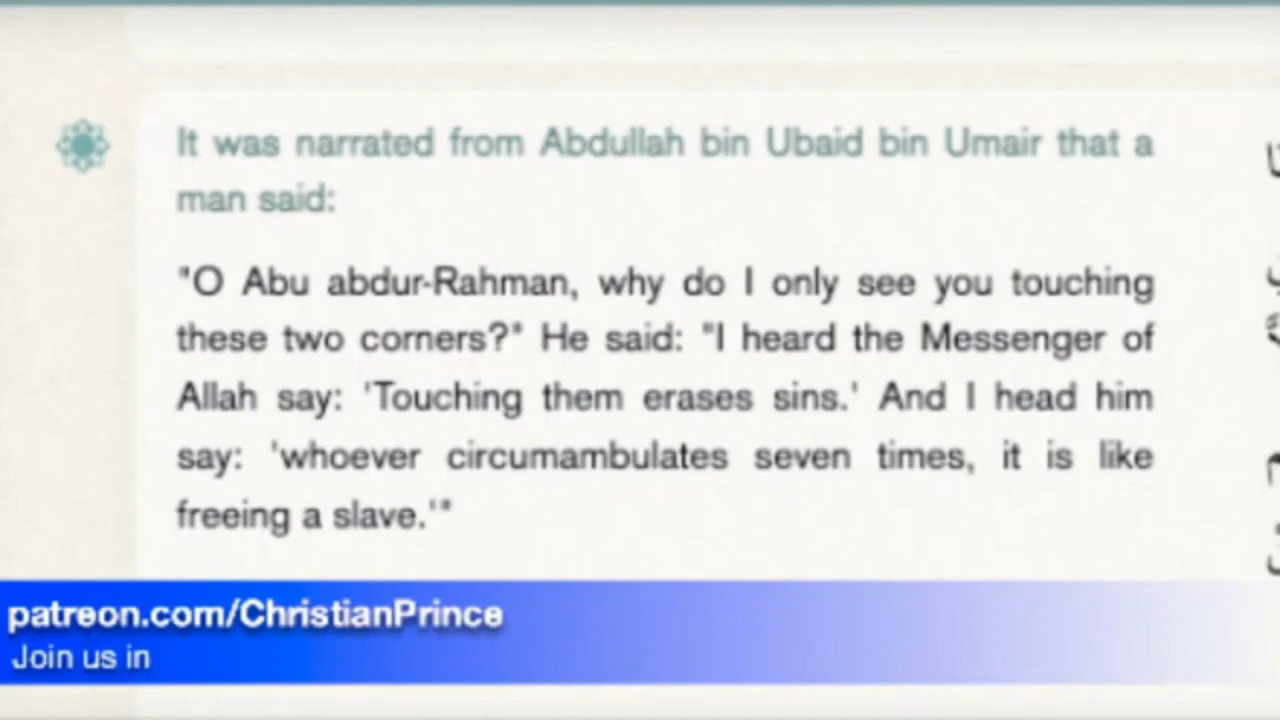 It was narrated from Abdullah bin Ubaid bin Umair that a
man said:
"O Abu abdur-Rahman, why do I only see you touching
these two corners?" He said: "I heard the Messenger of
Allah say: 'Touching them erases sins.' And I head him
say: 'whoever circumambulates seven times, it is like
freeing a slave.'"
patreon.com/ChristianPrince
Join us in